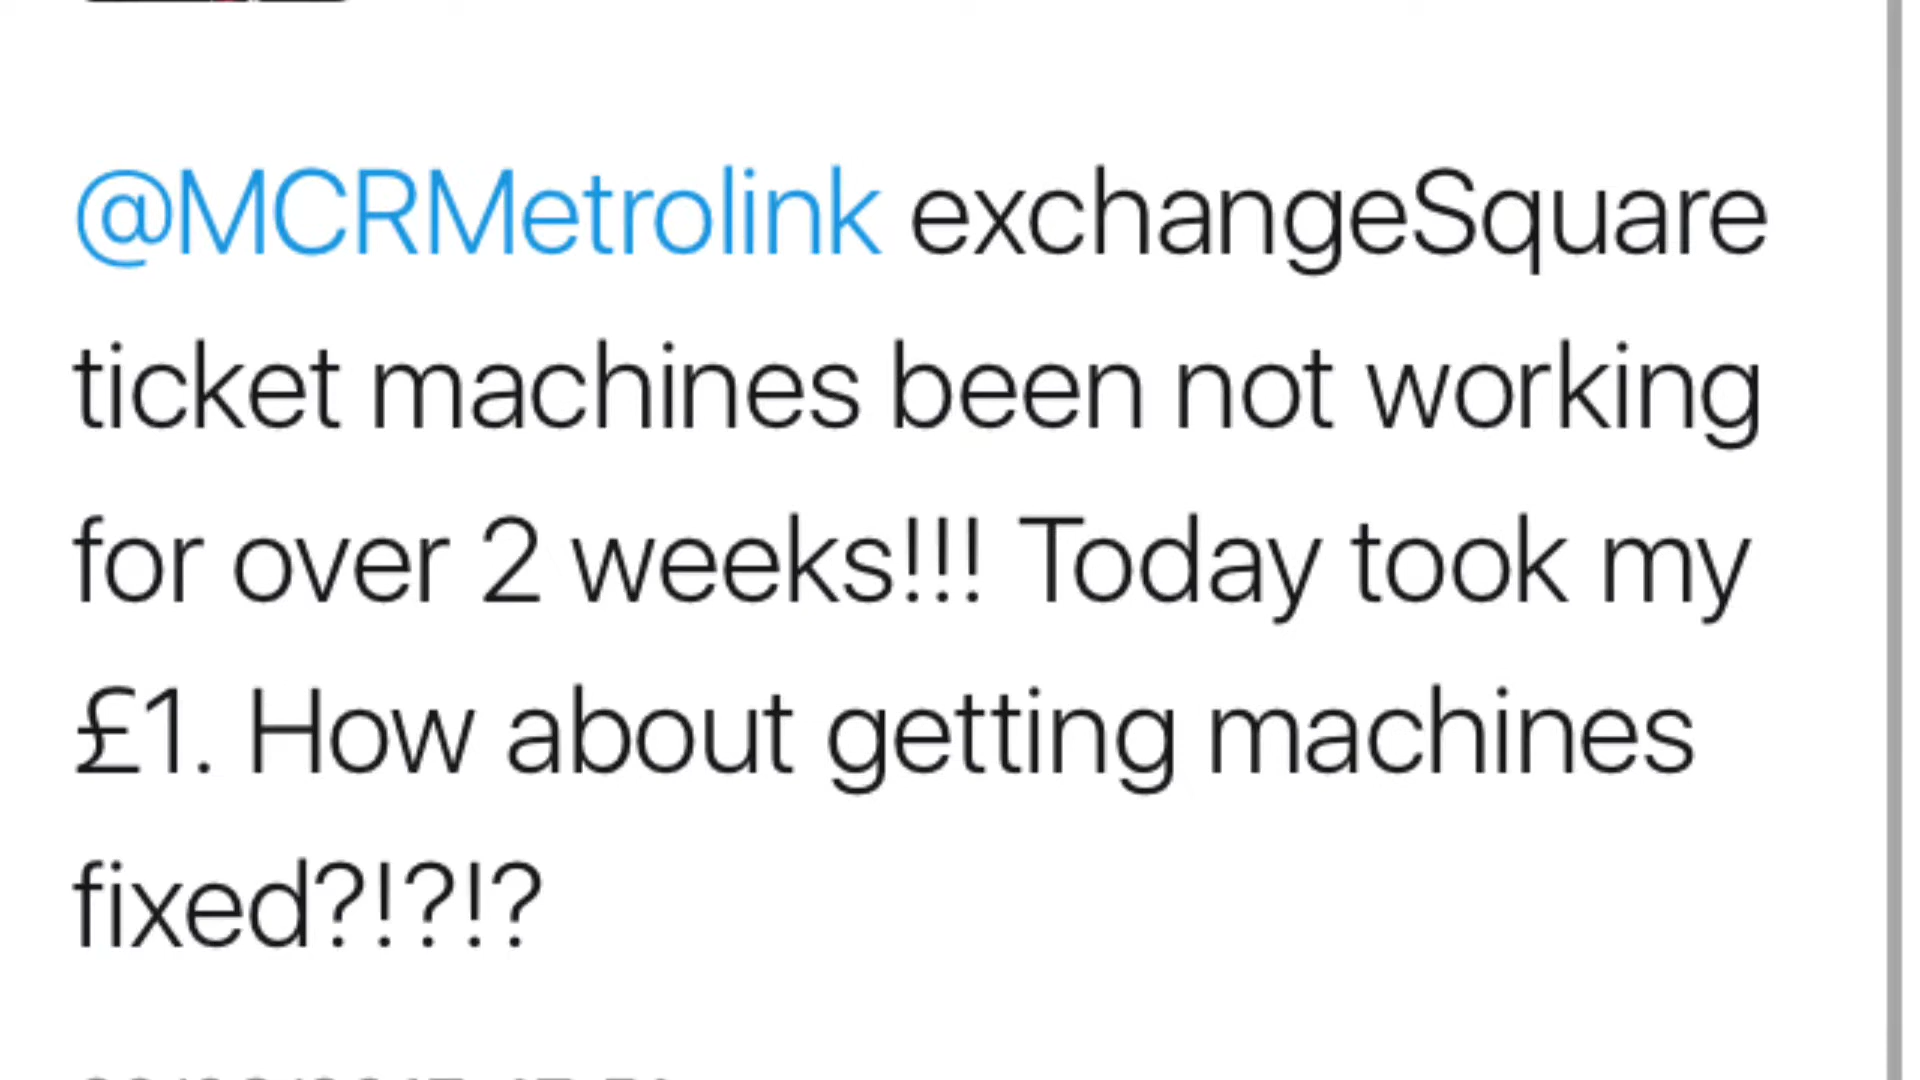 @MCRMetrolink exchangeSquare
ticket machines been not working
for over 2 weeks!!! Today took my
£1. How about getting machines
fixed?!?!?